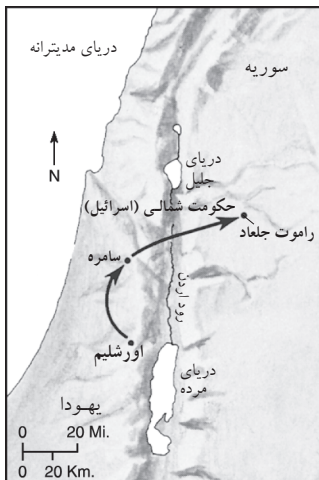 دریای مدیترانه
سوریه
N
دریای
جلیل
حکومت شمالی (اسرائیل)
راموت جلعاد
سامره
رود اردن
اورشلیم
دریای
مرده
یهودا
0 20 Mi.
0 20 Km.